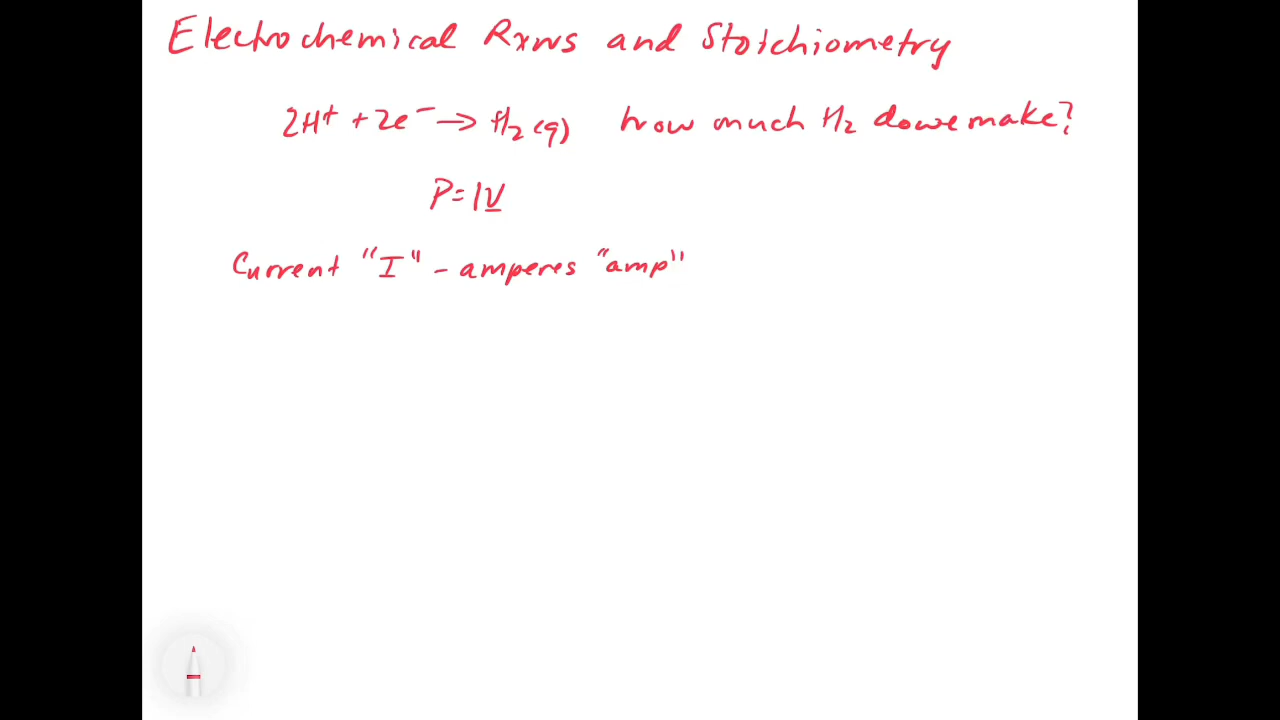 Electrochemical Rxns and Stoichiometry
2H⁺ + 2e⁻ → H₂ (g) how much H₂ do we make?
P = IV
Current "I" - amperes "amp"